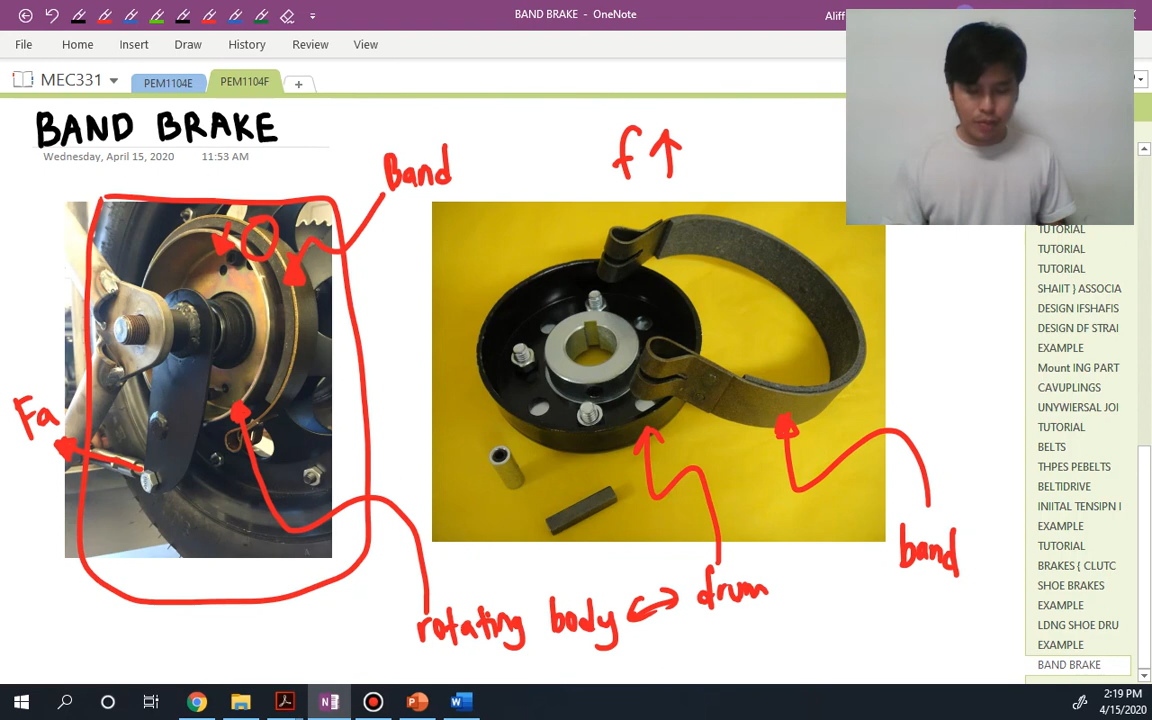 BAND BRAKE - OneNote
Aliff
File Home Insert Draw History Review View
MEC331
PEM1104E
PEM1104F
BAND BRAKE
Wednesday, April 15, 2020 11:53 AM
f↑
Band
Fa
rotating body ↔ drum
band
TUTORIAL
TUTORIAL
TUTORIAL
SHAIIT } ASSOCIA
DESIGN IFSHAFIS
DESIGN DF STRAI
EXAMPLE
Mount ING PART
CAVUPLINGS
UNYWIERSAL JOI
TUTORIAL
BELTS
THPES PEBELTS
BELTIDRIVE
INIITAL TENSIPN I
EXAMPLE
TUTORIAL
BRAKES { CLUTC
SHOE BRAKES
EXAMPLE
LDNG SHOE DRU
EXAMPLE
BAND BRAKE
2:19 PM
4/15/2020